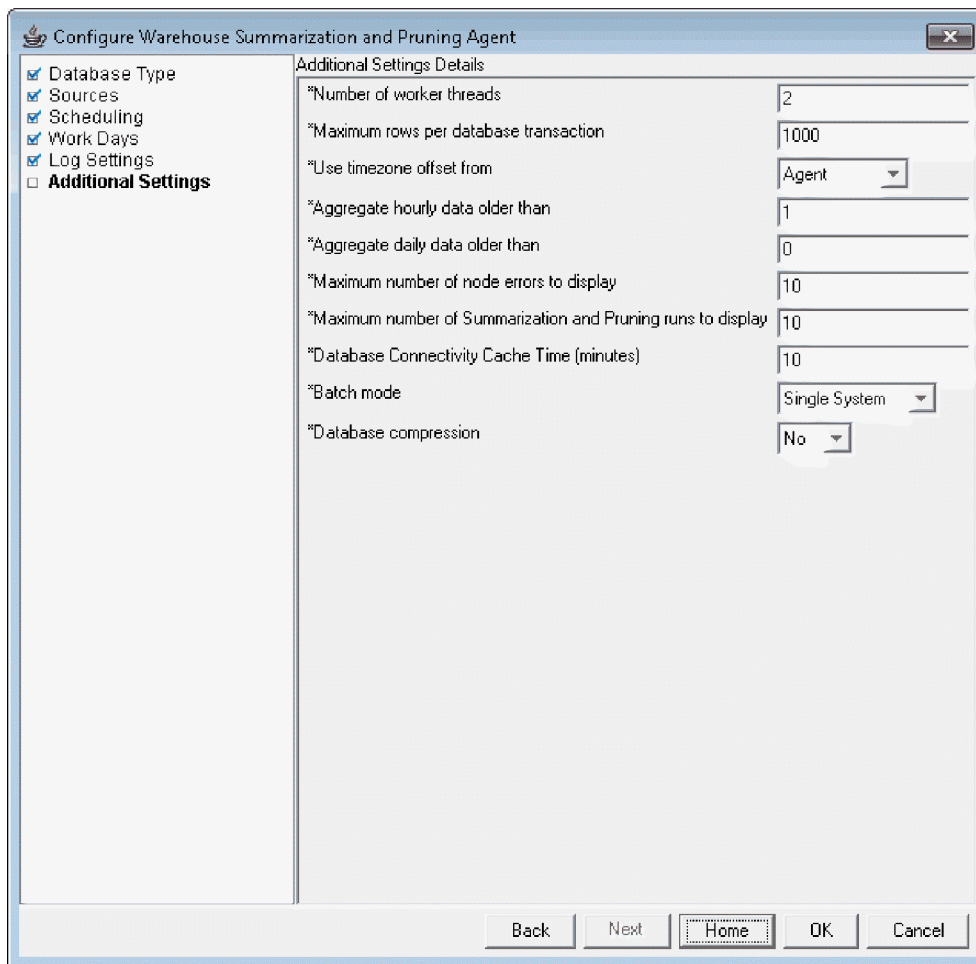 Configure Warehouse Summarization and Pruning Agent
Database Type
Sources
Scheduling
Work Days
Log Settings
Additional Settings
Additional Settings Details
*Number of worker threads 2
*Maximum rows per database transaction 1000
*Use timezone offset from Agent
*Aggregate hourly data older than 1
*Aggregate daily data older than 0
*Maximum number of node errors to display 10
*Maximum number of Summarization and Pruning runs to display 10
*Database Connectivity Cache Time (minutes) 10
*Batch mode Single System
*Database compression No
Back Next Home OK Cancel